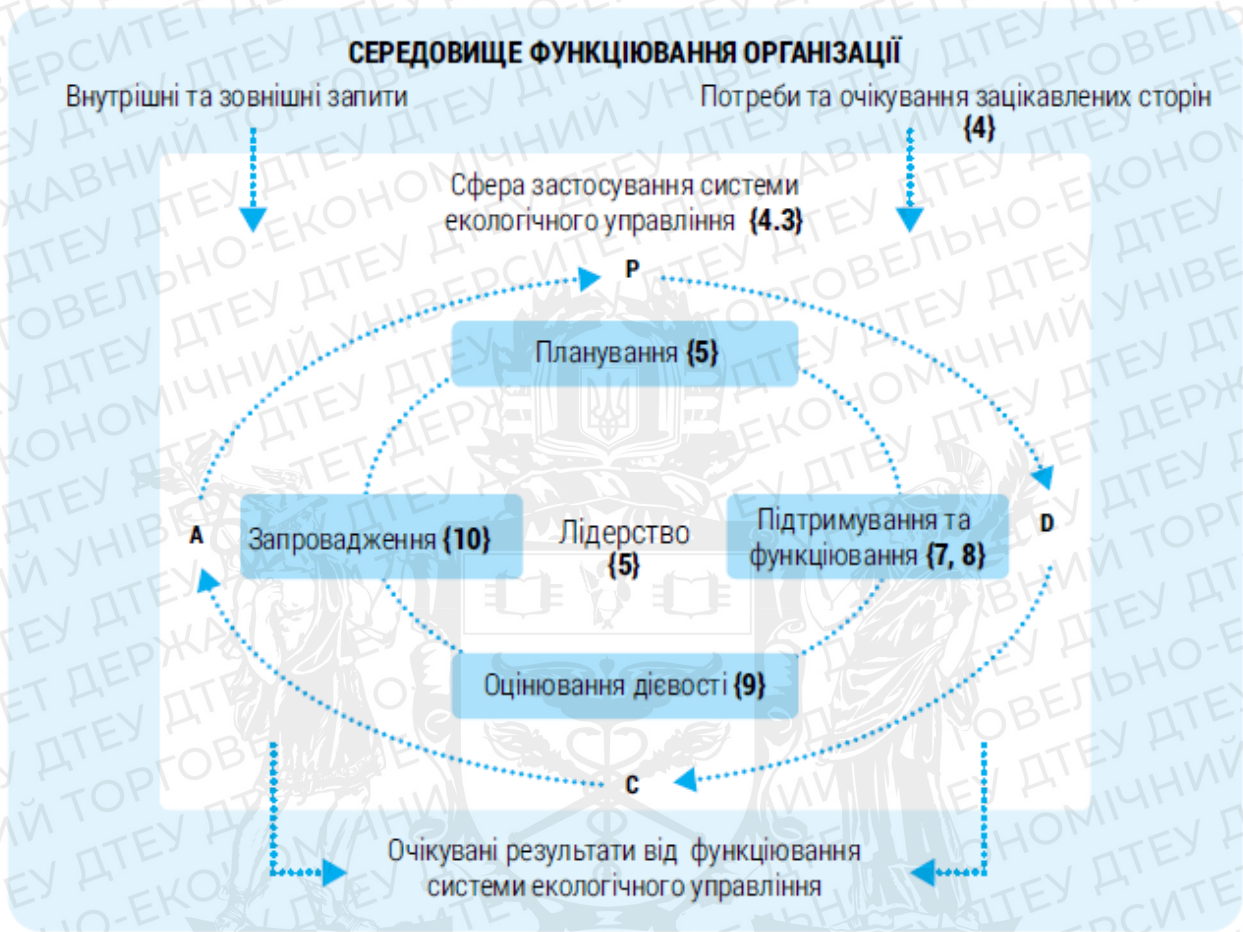 СЕРЕДОВИЩЕ ФУНКЦІЮВАННЯ ОРГАНІЗАЦІЇ
Внутрішні та зовнішні запити
Потреби та очікування зацікавлених сторін
{4}
Сфера застосування системи
екологічного управління {4.3}
P
Планування {5}
A
Запровадження {10}
Лідерство
{5}
Підтримування та
функціювання {7, 8}
D
Оцінювання дієвості {9}
C
Очікувані результати від функціювання
системи екологічного управління